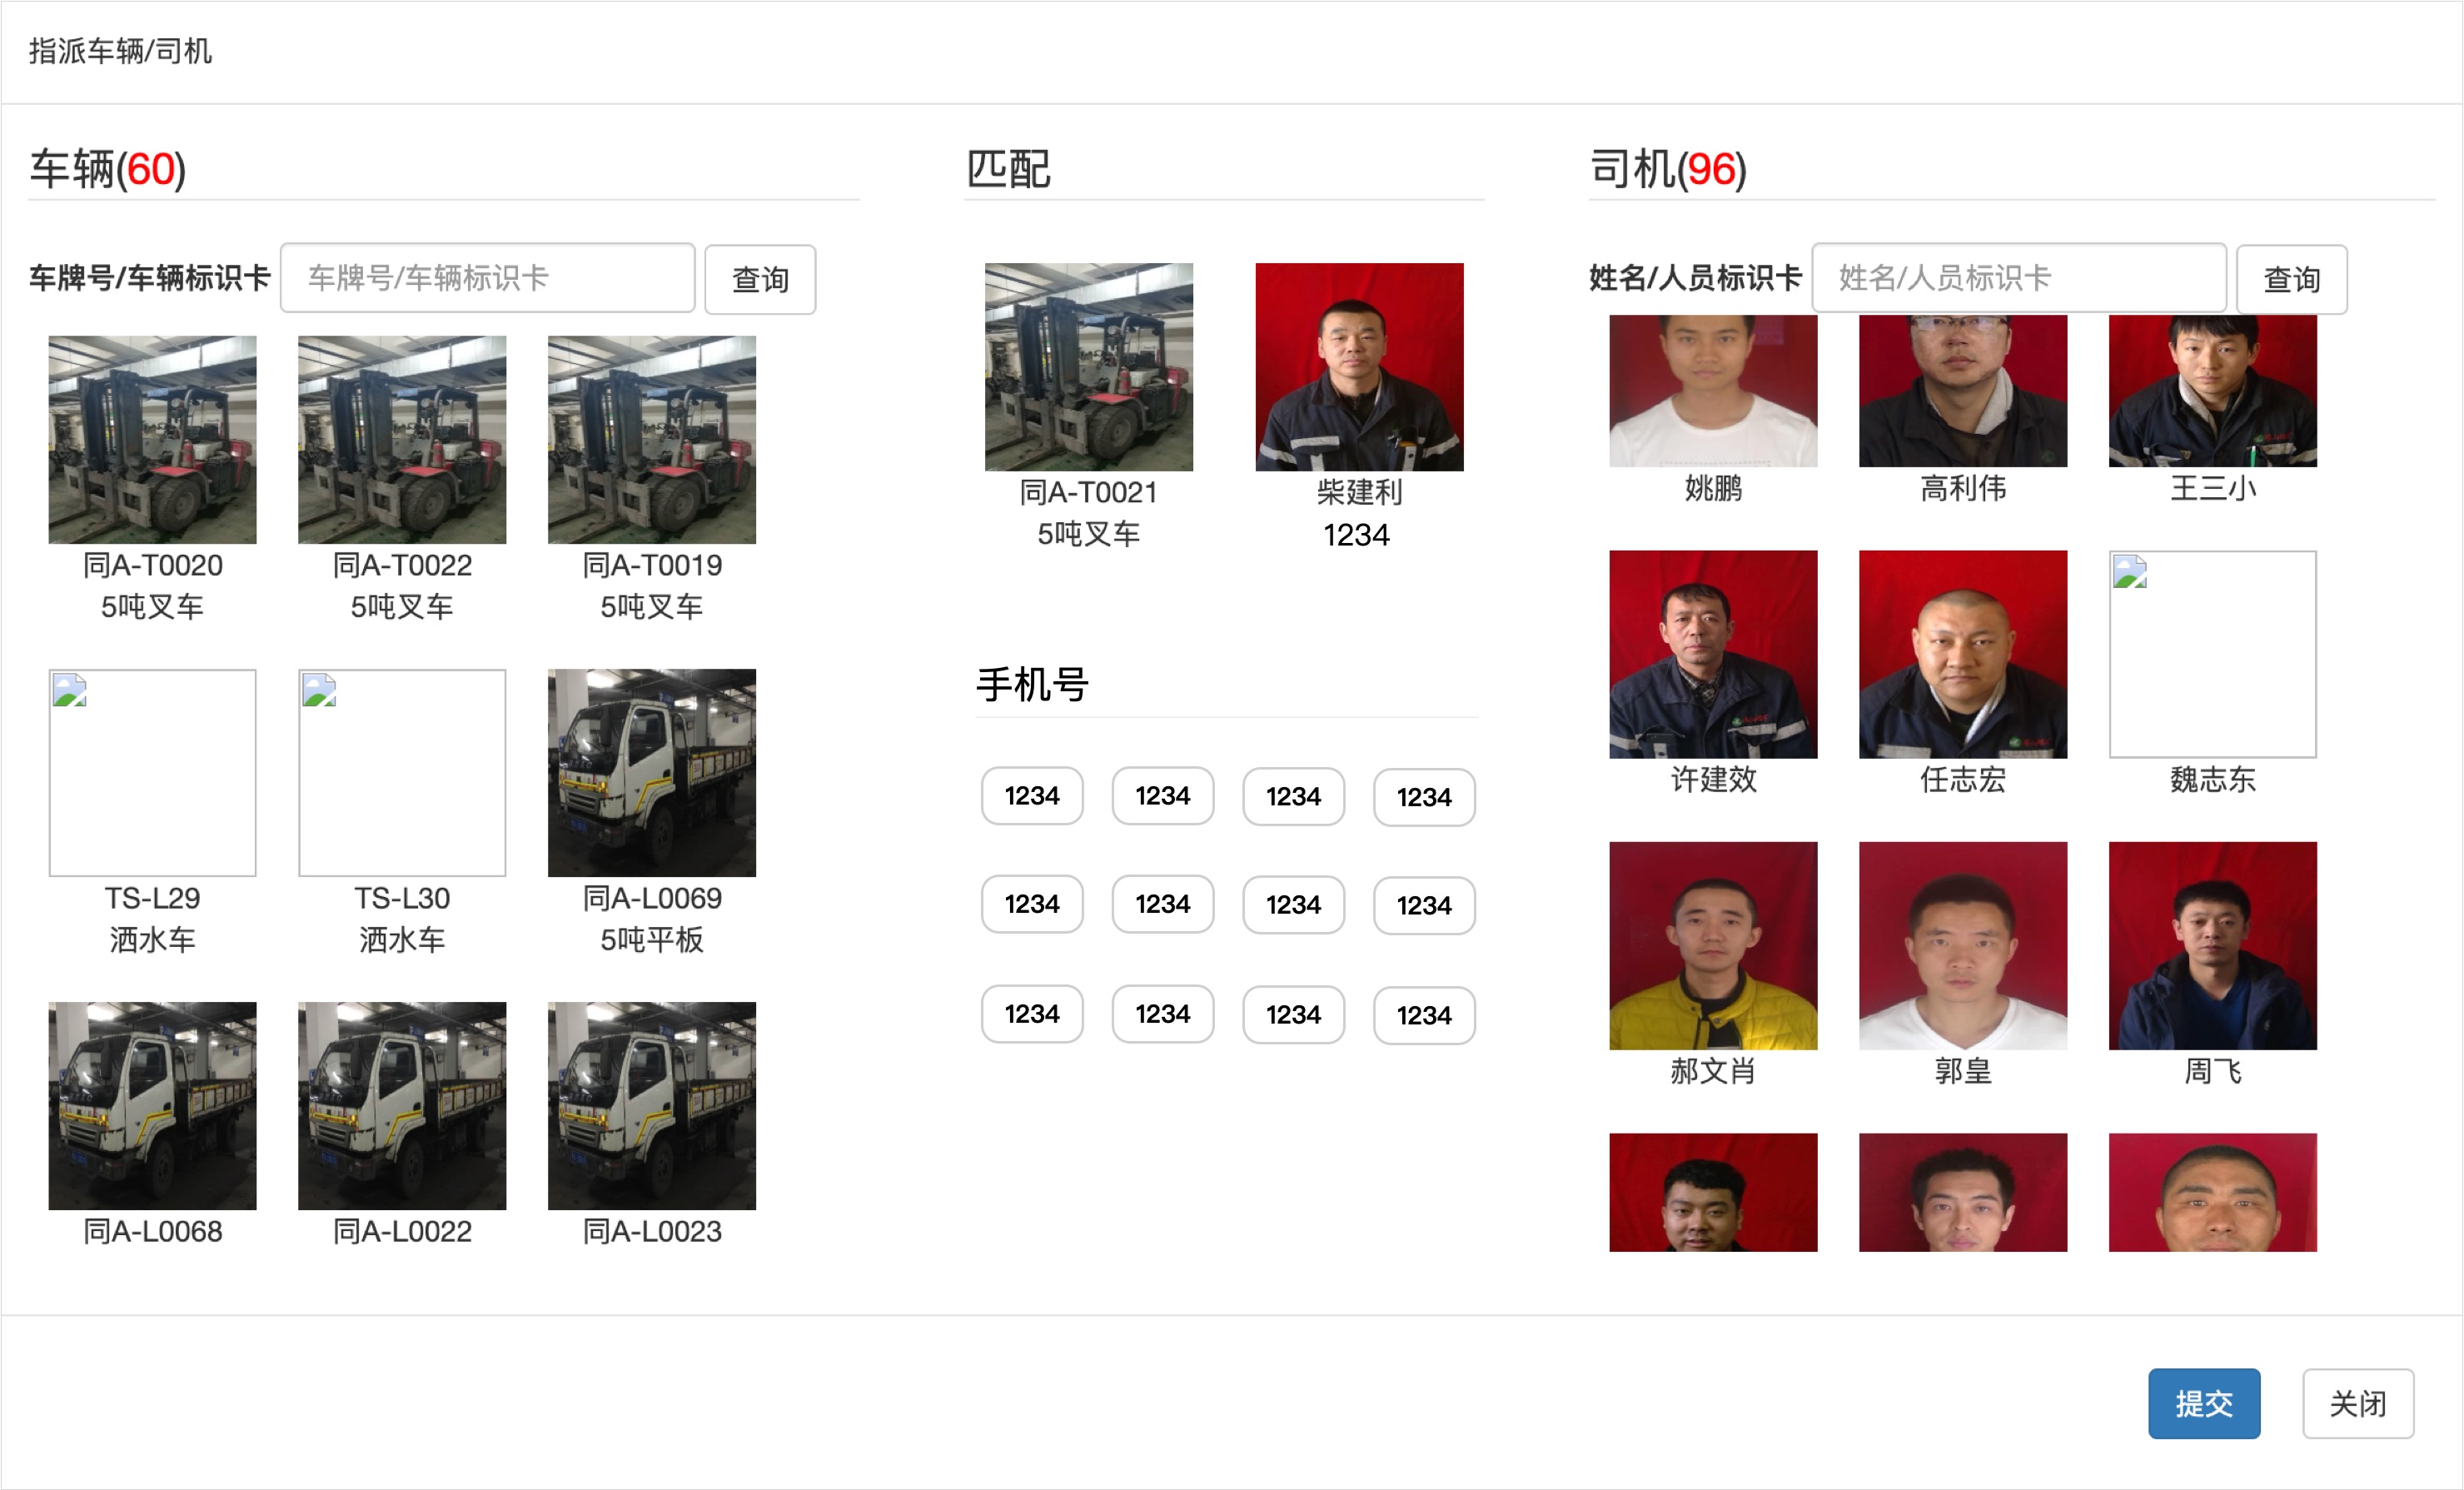 指派车辆/司机
车辆(60)
车牌号/车辆标识卡 车牌号/车辆标识卡 查询
同A-T0020 同A-T0022 同A-T0019
5吨叉车 5吨叉车 5吨叉车
TS-L29 TS-L30 同A-L0069
洒水车 洒水车 5吨平板
同A-L0068 同A-L0022 同A-L0023
匹配
同A-T0021 柴建利
5吨叉车 1234
手机号
1234 1234 1234 1234
1234 1234 1234 1234
1234 1234 1234 1234
司机(96)
姓名/人员标识卡 姓名/人员标识卡 查询
姚鹏 高利伟 王三小
许建效 任志宏 魏志东
郝文肖 郭皇 周飞
提交 关闭